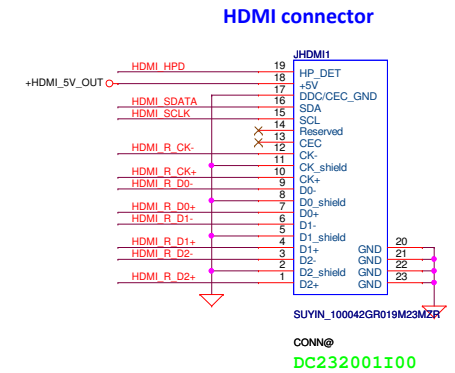 HDMI connector
JHDMI1
HDMI_HPD 19 HP_DET
+HDMI_5V_OUT 18 +5V
17 DDC/CEC_GND
HDMI_SDATA 16 SDA
HDMI_SCLK 15 SCL
14 Reserved
13 CEC
HDMI_R_CK- 12 CK-
11 CK_shield
HDMI_R_CK+ 10 CK+
HDMI_R_D0- 9 D0-
8 D0_shield
HDMI_R_D0+ 7 D0+
HDMI_R_D1- 6 D1-
5 D1_shield
HDMI_R_D1+ 4 D1+ GND 20
HDMI_R_D2- 3 D2- GND 21
2 D2_shield GND 22
HDMI_R_D2+ 1 D2+ GND 23
SUYIN_100042GR019M23MZR
CONN@
DC232001I00